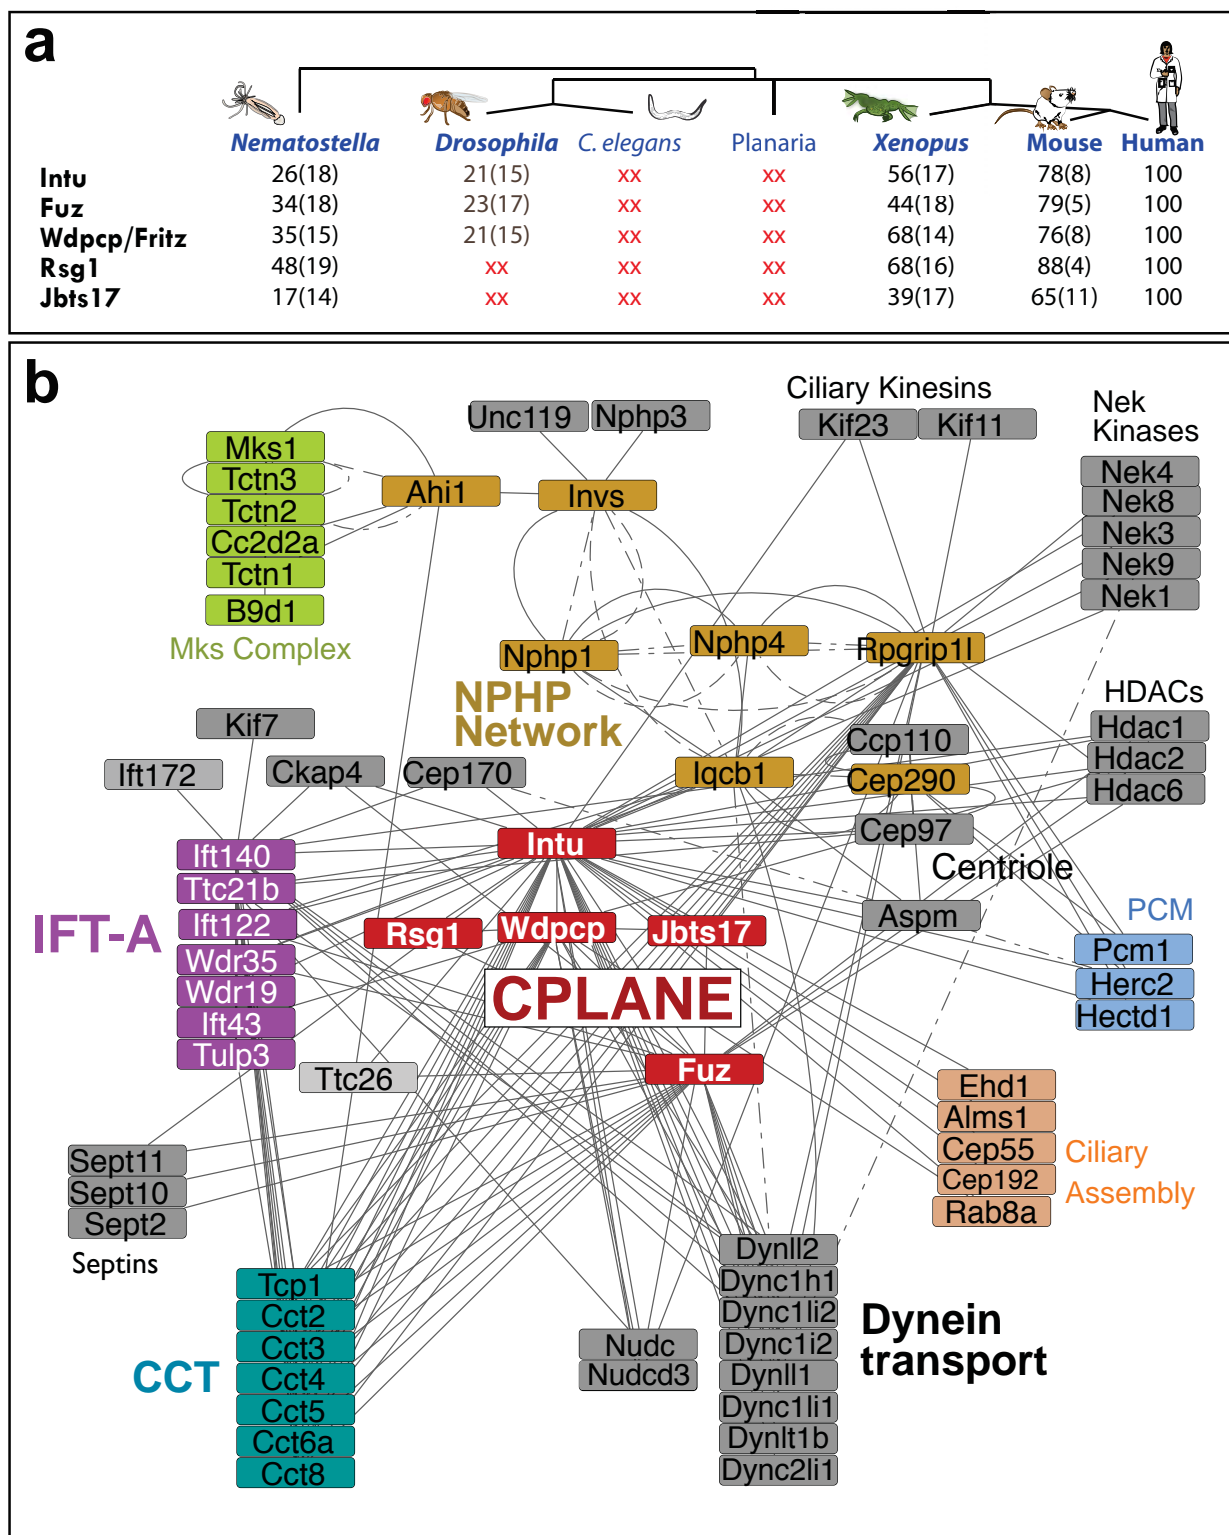 a
Nematostella Drosophila C. elegans Planaria Xenopus Mouse Human
Intu 26(18) 21(15) xx xx 56(17) 78(8) 100
Fuz 34(18) 23(17) xx xx 44(18) 79(5) 100
Wdpcp/Fritz 35(15) 21(15) xx xx 68(14) 76(8) 100
Rsg1 48(19) xx xx xx 68(16) 88(4) 100
Jbts17 17(14) xx xx xx 39(17) 65(11) 100
b
Unc119
Nphp3
Ciliary Kinesins
Kif23
Kif11
Nek
Kinases
Nek4
Nek8
Nek3
Nek9
Nek1
Mks1
Tctn3
Tctn2
Cc2d2a
Tctn1
B9d1
Mks Complex
Ahi1
Invs
Nphp1
Nphp4
Rpgrip1l
NPHP
Network
HDACs
Hdac1
Hdac2
Hdac6
Kif7
Ift172
Ckap4
Cep170
Iqcb1
Ccp110
Cep290
Cep97
Centriole
Aspm
Intu
Ift140
Ttc21b
Ift122
Wdr35
Wdr19
Ift43
Tulp3
IFT-A
Rsg1
Wdpcp
Jbts17
CPLANE
Fuz
PCM
Pcm1
Herc2
Hectd1
Ttc26
Ehd1
Alms1
Cep55
Cep192
Rab8a
Ciliary
Assembly
Sept11
Sept10
Sept2
Septins
Tcp1
Cct2
Cct3
Cct4
Cct5
Cct6a
Cct8
CCT
Nudc
Nudcd3
Dynll2
Dync1h1
Dync1li2
Dync1i2
Dynll1
Dync1li1
Dynlt1b
Dync2li1
Dynein
transport